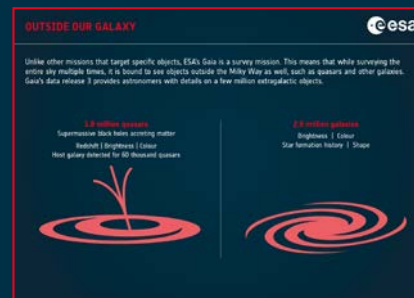 OUTSIDE OUR GALAXY
esa
Unlike other missions that target specific objects, ESA's Gaia is a survey mission. This means that while surveying the
entire sky multiple times, it is bound to see objects outside the Milky Way as well, such as quasars and other galaxies.
Gaia's data release 3 provides astronomers with details on a few million extragalactic objects.
1.9 million quasars
Supermassive black holes accreting matter
Redshift | Brightness | Colour
Host galaxy detected for 60 thousand quasars
2.9 million galaxies
Brightness | Colour
Star formation history | Shape